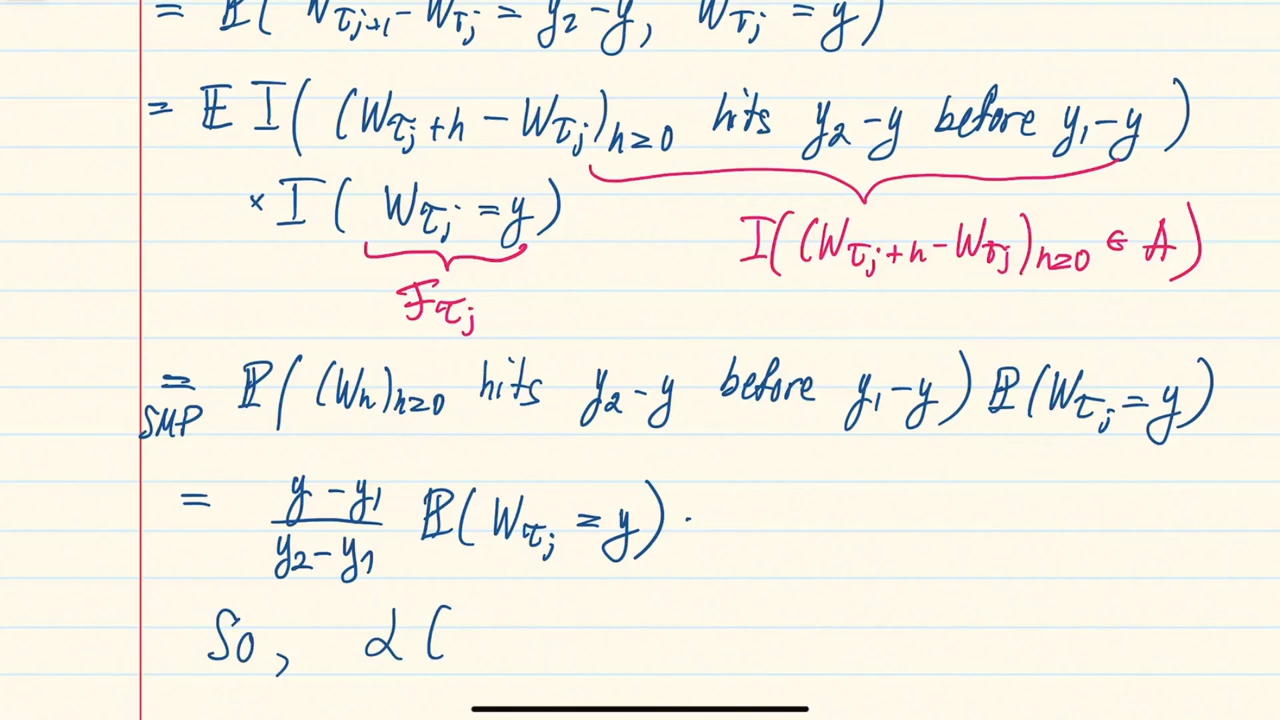 = ℙ( W_{τ_{j+1}} - W_{τ_j} = y_2 - y, W_{τ_j} = y )
= 𝔼 I( (W_{τ_j+h} - W_{τ_j})_{h≥0} hits y_2 - y before y_1 - y )
× I( W_{τ_j} = y )
I( (W_{τ_j+h} - W_{τ_j})_{h≥0} ∈ A )
ℱ_{τ_j}
= ℙ( (W_h)_{h≥0} hits y_2 - y before y_1 - y ) ℙ( W_{τ_j} = y )
SMP
= \frac{y - y_1}{y_2 - y_1} ℙ( W_{τ_j} = y ) .
So, α (